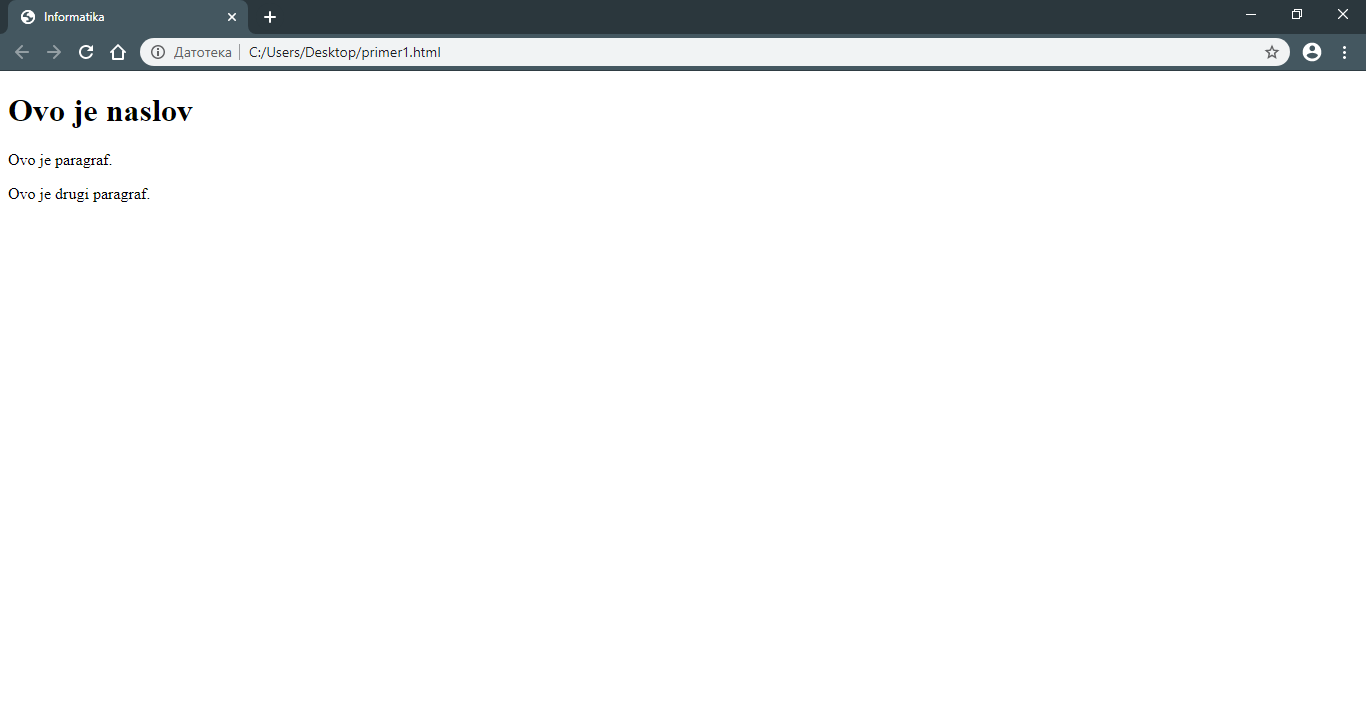 Informatika
Датотека C:/Users/Desktop/primer1.html
Ovo je naslov
Ovo je paragraf.
Ovo je drugi paragraf.